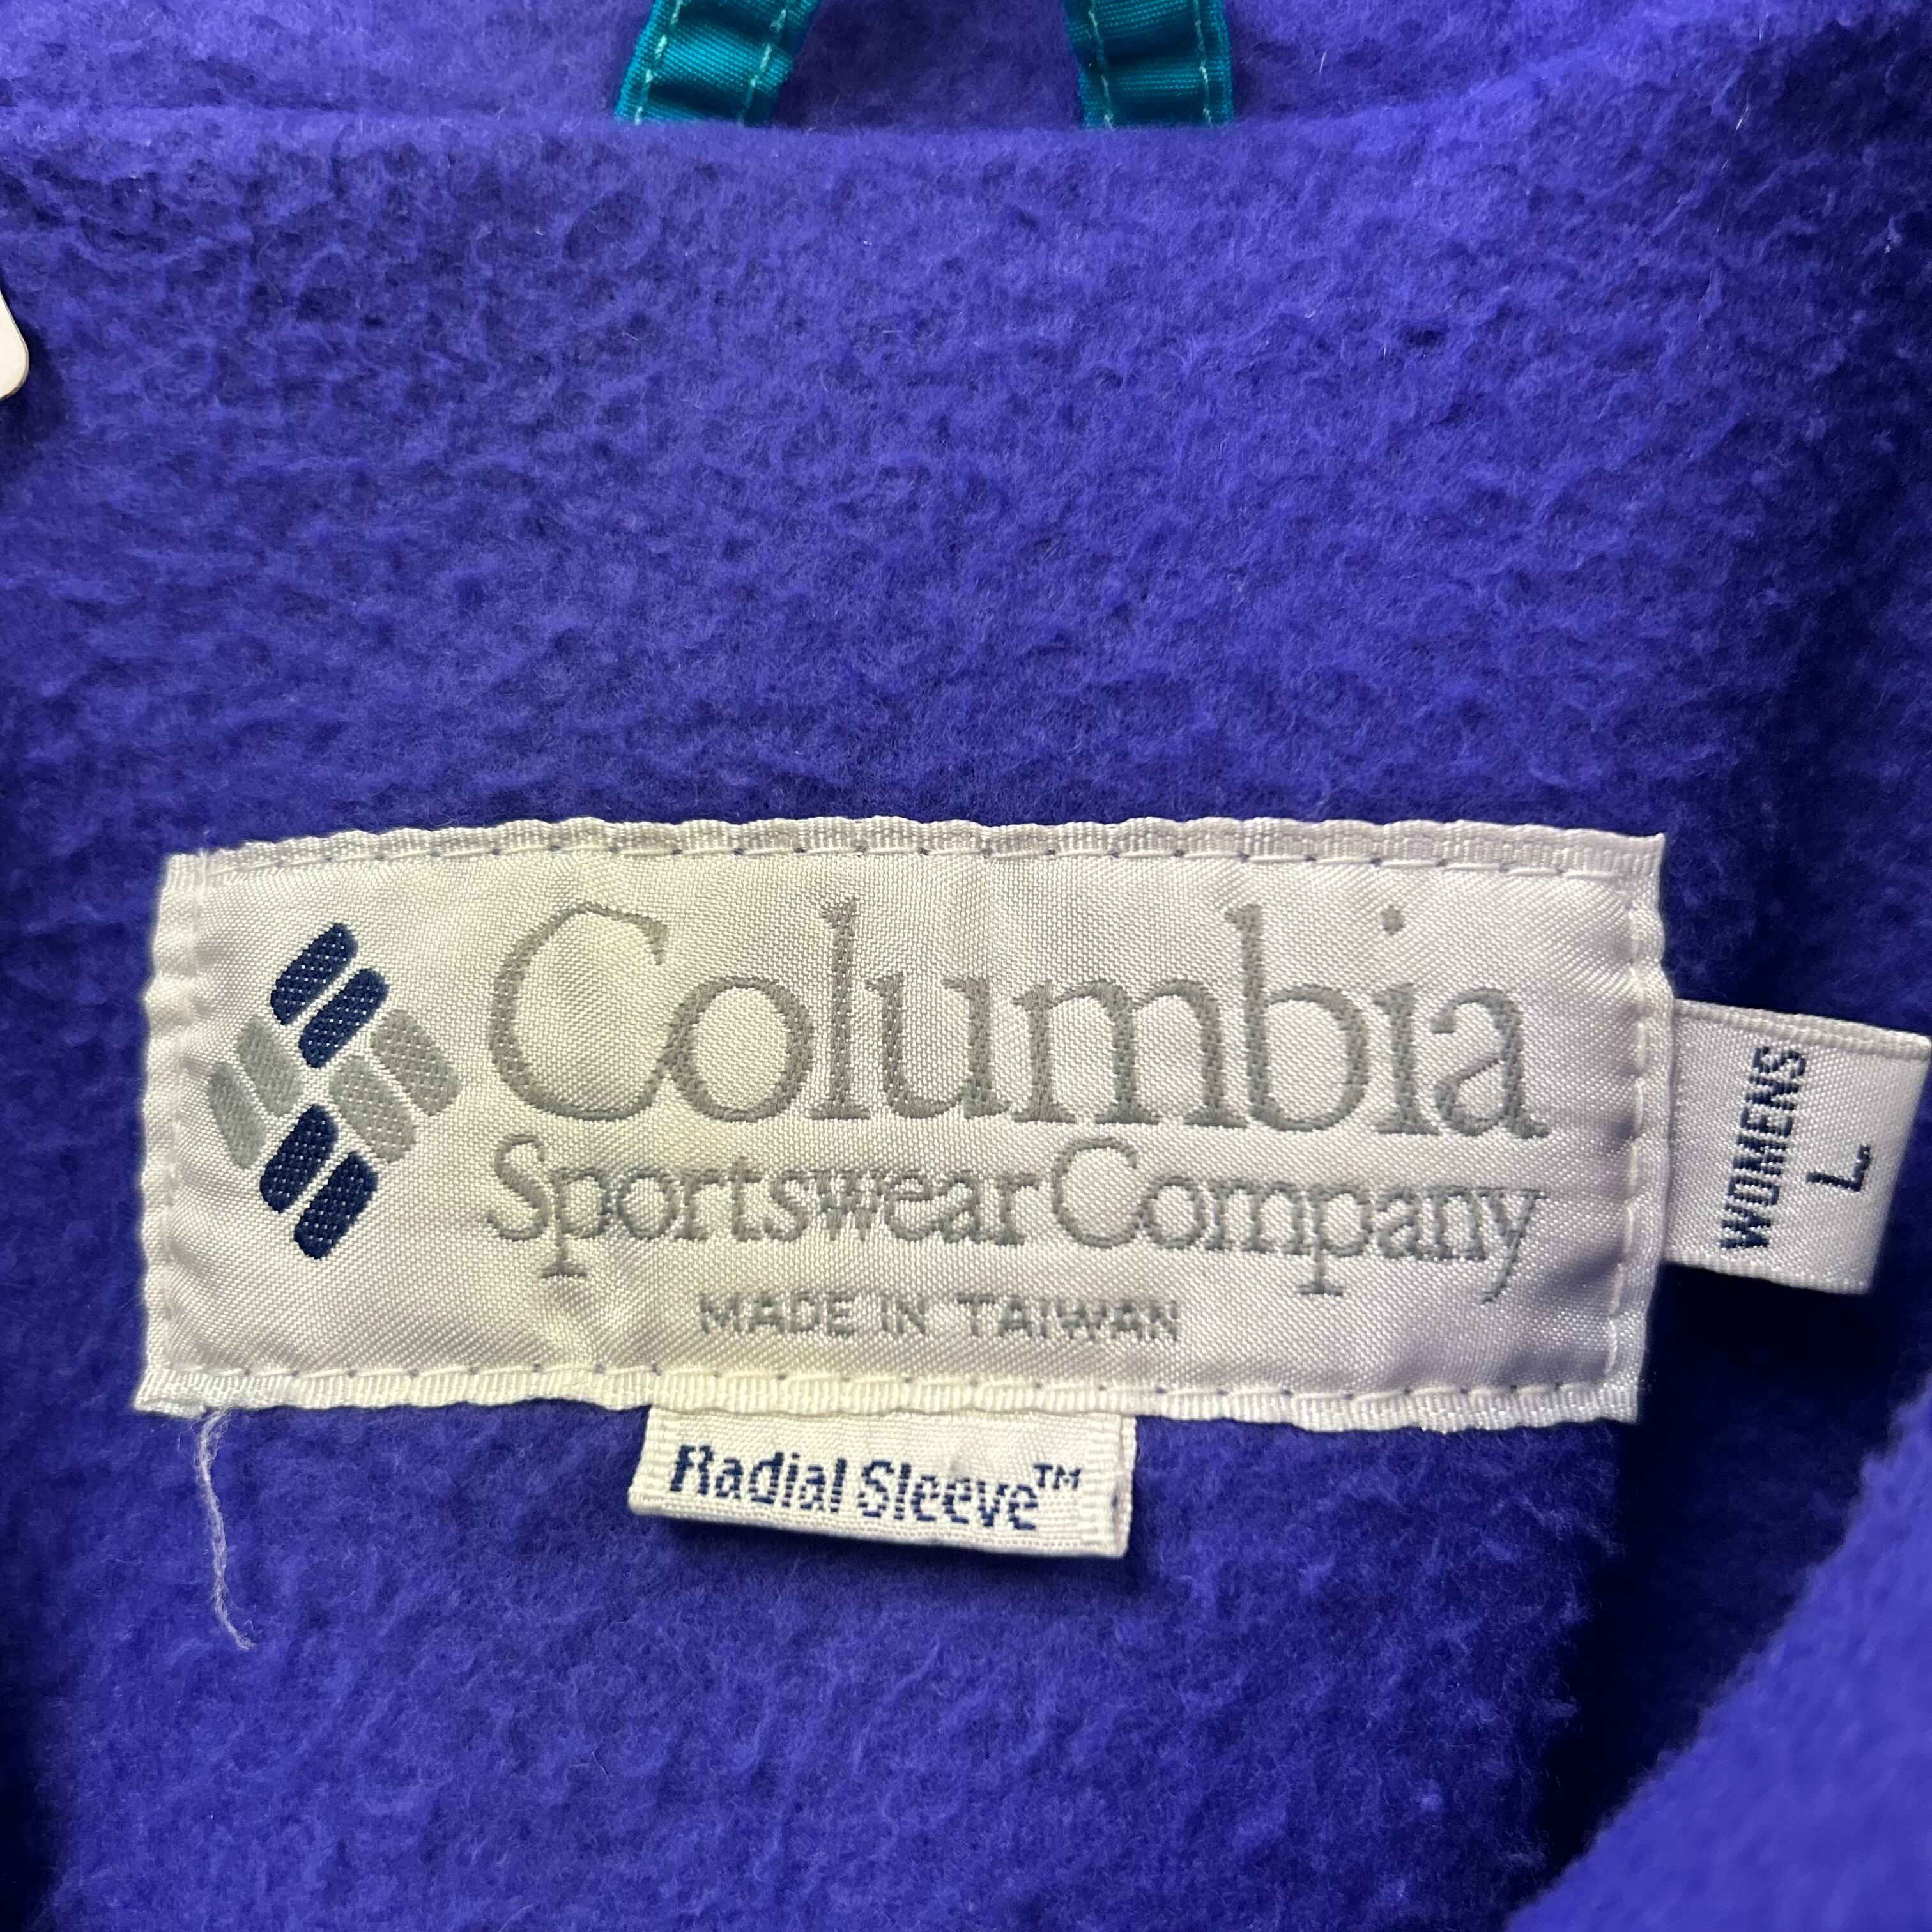 Columbia
Sportswear Company
MADE IN TAIWAN
WOMENS
L
Radial Sleeve™